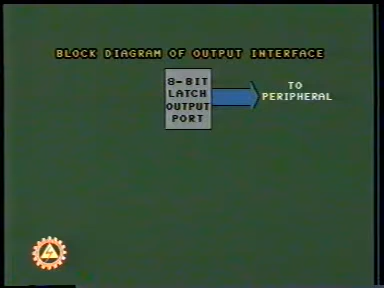 BLOCK DIAGRAM OF OUTPUT INTERFACE
8-BIT
LATCH
OUTPUT
PORT
TO
PERIPHERAL